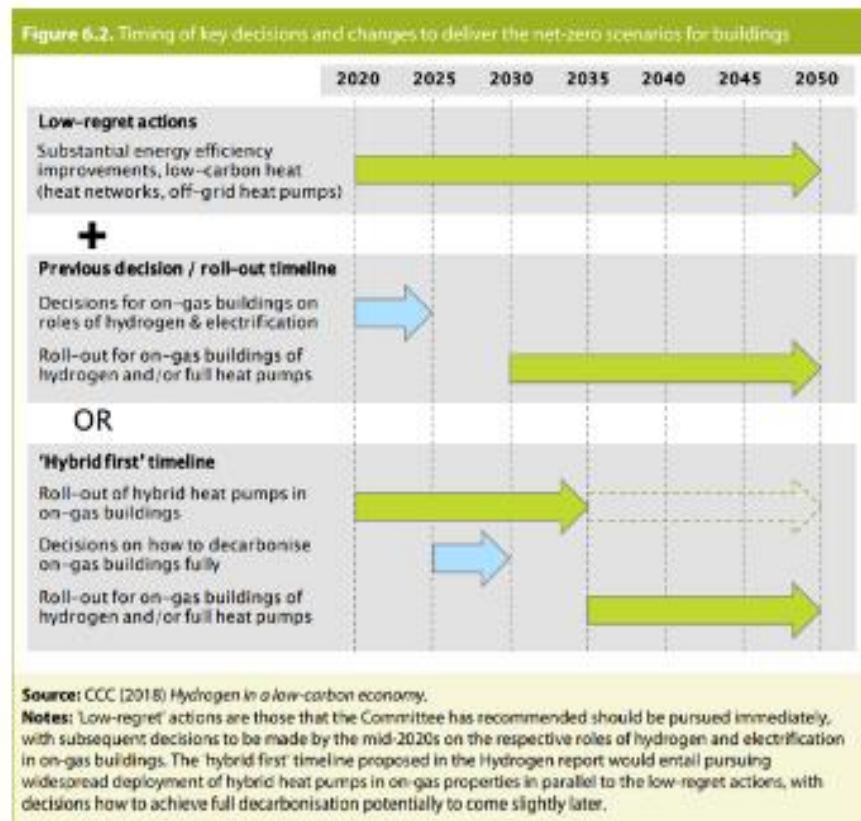 Figure 6.2. Timing of key decisions and changes to deliver the net-zero scenarios for buildings
2020 2025 2030 2035 2040 2045 2050
Low-regret actions
Substantial energy efficiency
improvements, low-carbon heat
(heat networks, off-grid heat pumps)
+
Previous decision / roll-out timeline
Decisions for on-gas buildings on
roles of hydrogen & electrification
Roll-out for on-gas buildings of
hydrogen and/or full heat pumps
OR
'Hybrid first' timeline
Roll-out of hybrid heat pumps in
on-gas buildings
Decisions on how to decarbonise
on-gas buildings fully
Roll-out for on-gas buildings of
hydrogen and/or full heat pumps
Source: CCC (2018) Hydrogen in a low-carbon economy.
Notes: 'Low-regret' actions are those that the Committee has recommended should be pursued immediately,
with subsequent decisions to be made by the mid-2020s on the respective roles of hydrogen and electrification
in on-gas buildings. The 'hybrid first' timeline proposed in the Hydrogen report would entail pursuing
widespread deployment of hybrid heat pumps in on-gas properties in parallel to the low-regret actions, with
decisions how to achieve full decarbonisation potentially to come slightly later.